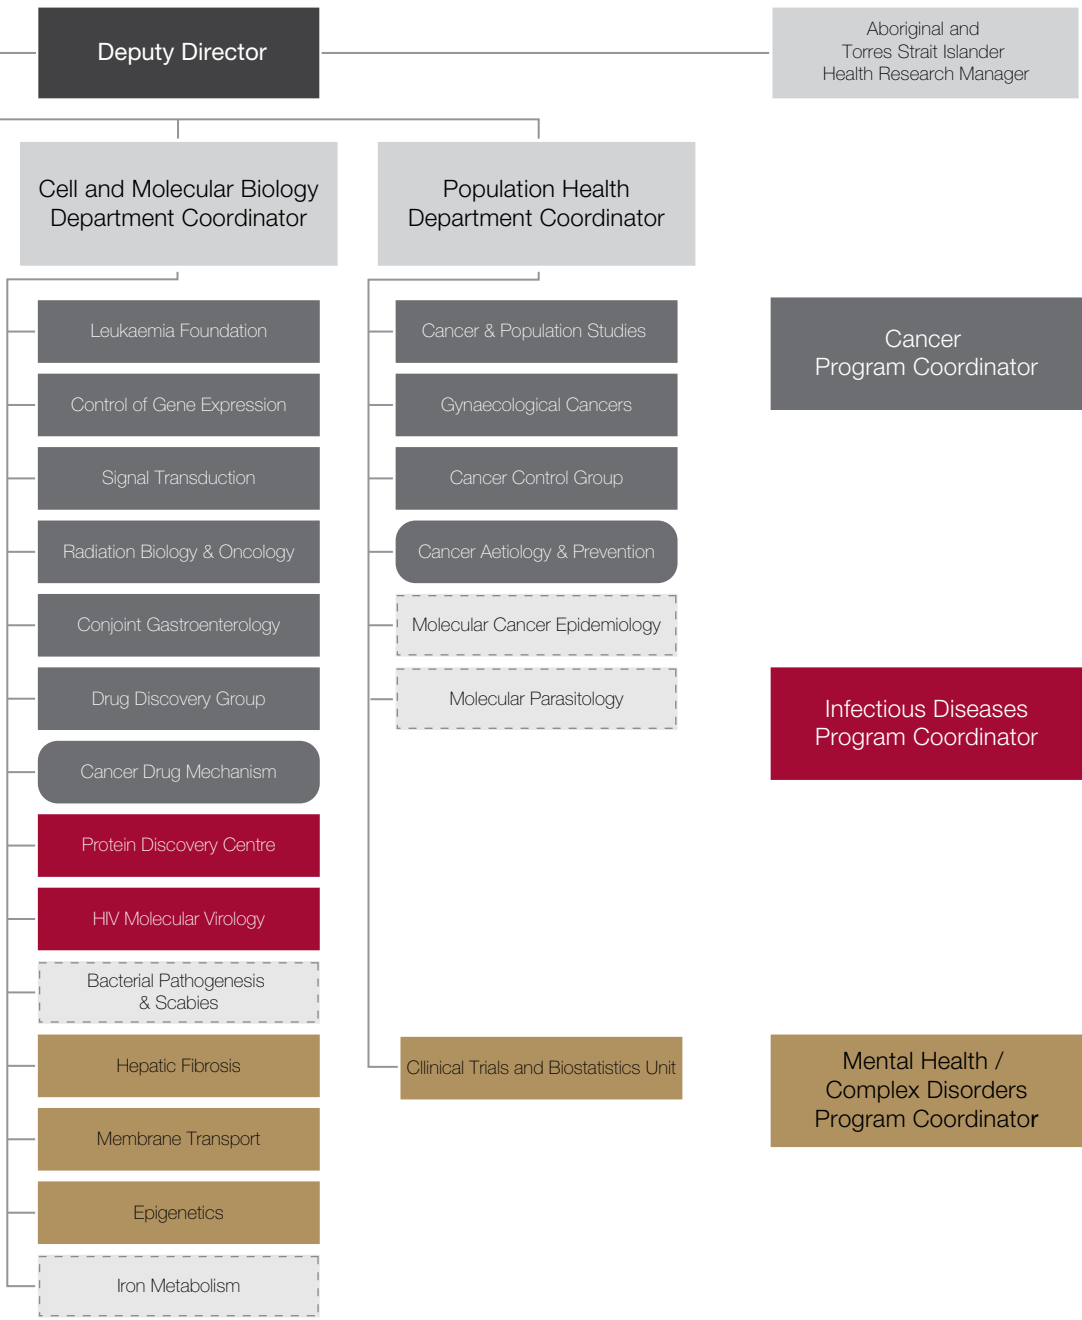 Deputy Director
Aboriginal and
Torres Strait Islander
Health Research Manager
Cell and Molecular Biology
Department Coordinator
Population Health
Department Coordinator
Leukaemia Foundation
Control of Gene Expression
Signal Transduction
Radiation Biology & Oncology
Conjoint Gastroenterology
Drug Discovery Group
Cancer Drug Mechanism
Protein Discovery Centre
HIV Molecular Virology
Bacterial Pathogenesis
& Scabies
Hepatic Fibrosis
Membrane Transport
Epigenetics
Iron Metabolism
Cancer & Population Studies
Gynaecological Cancers
Cancer Control Group
Cancer Aetiology & Prevention
Molecular Cancer Epidemiology
Molecular Parasitology
Cllinical Trials and Biostatistics Unit
Cancer
Program Coordinator
Infectious Diseases
Program Coordinator
Mental Health /
Complex Disorders
Program Coordinator